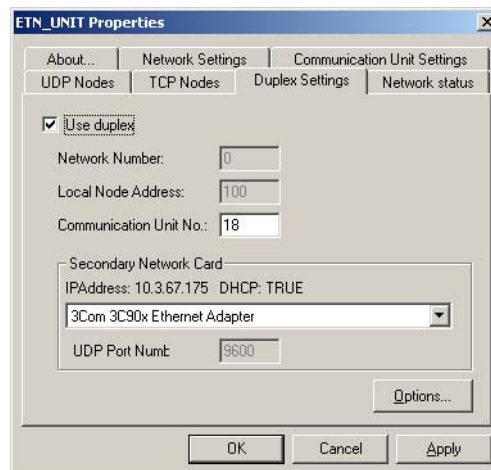 ETN_UNIT Properties
About... Network Settings Communication Unit Settings
UDP Nodes TCP Nodes Duplex Settings Network status
Use duplex
Network Number: 0
Local Node Address: 100
Communication Unit No.: 18
Secondary Network Card
IPAddress: 10.3.67.175 DHCP: TRUE
3Com 3C90x Ethernet Adapter
UDP Port Numb 9600
Options...
OK Cancel Apply